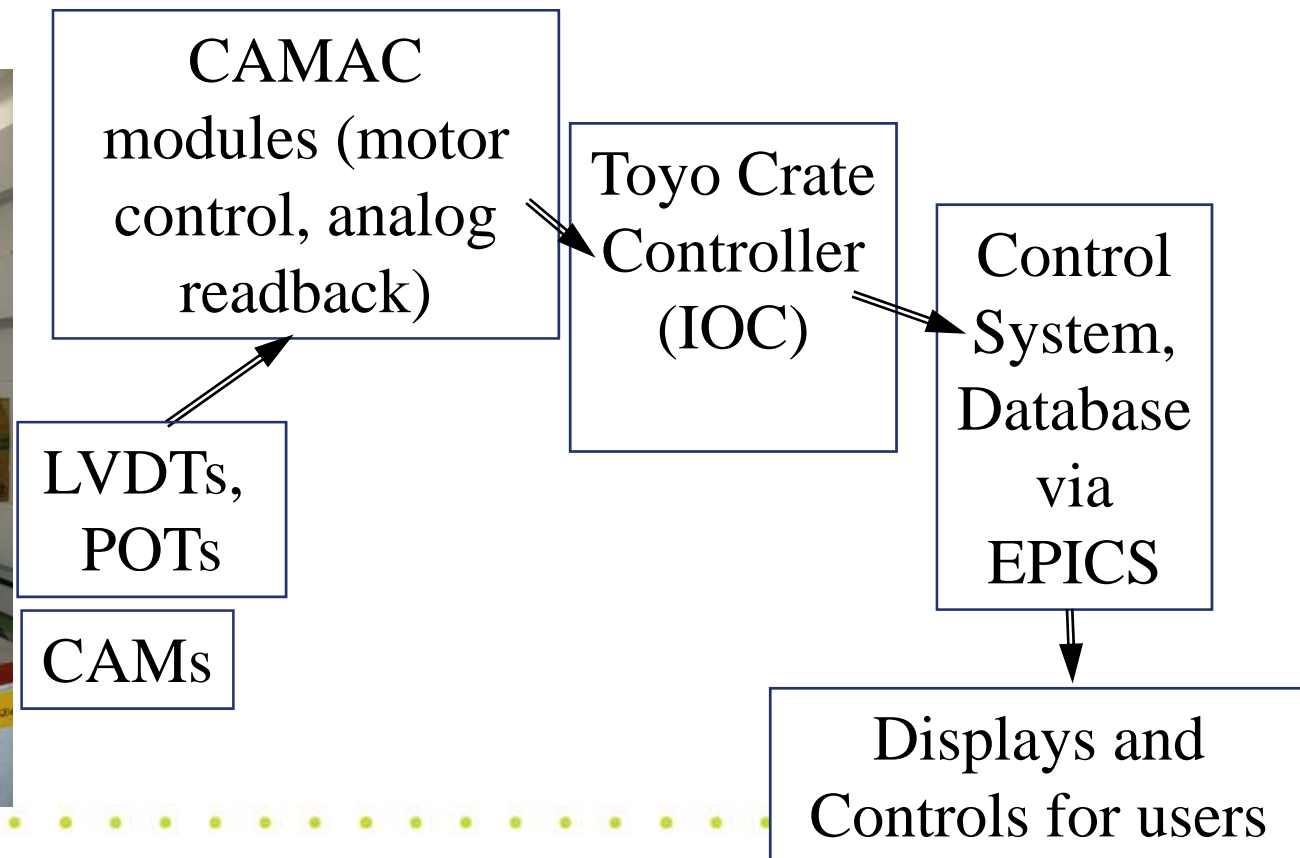 CAMAC
modules (motor
control, analog
readback)
Toyo Crate
Controller
(IOC)
Control
System,
Database
via
EPICS
LVDTs,
POTs
CAMs
Displays and
Controls for users